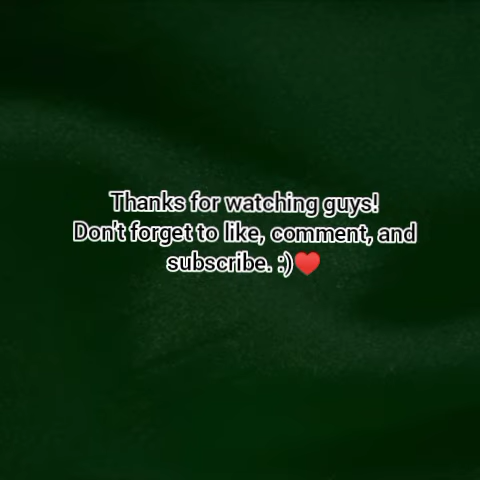 Thanks for watching guys!
Don't forget to like, comment, and
subscribe. :)♥️